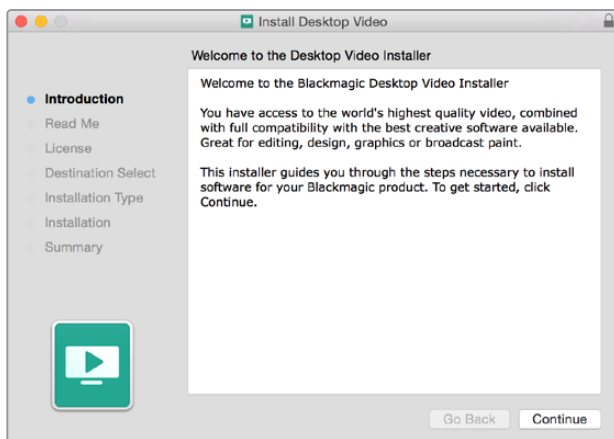 Install Desktop Video
Welcome to the Desktop Video Installer
Introduction
Read Me
License
Destination Select
Installation Type
Installation
Summary
Welcome to the Blackmagic Desktop Video Installer
You have access to the world's highest quality video, combined
with full compatibility with the best creative software available.
Great for editing, design, graphics or broadcast paint.
This installer guides you through the steps necessary to install
software for your Blackmagic product. To get started, click
Continue.
Go Back
Continue